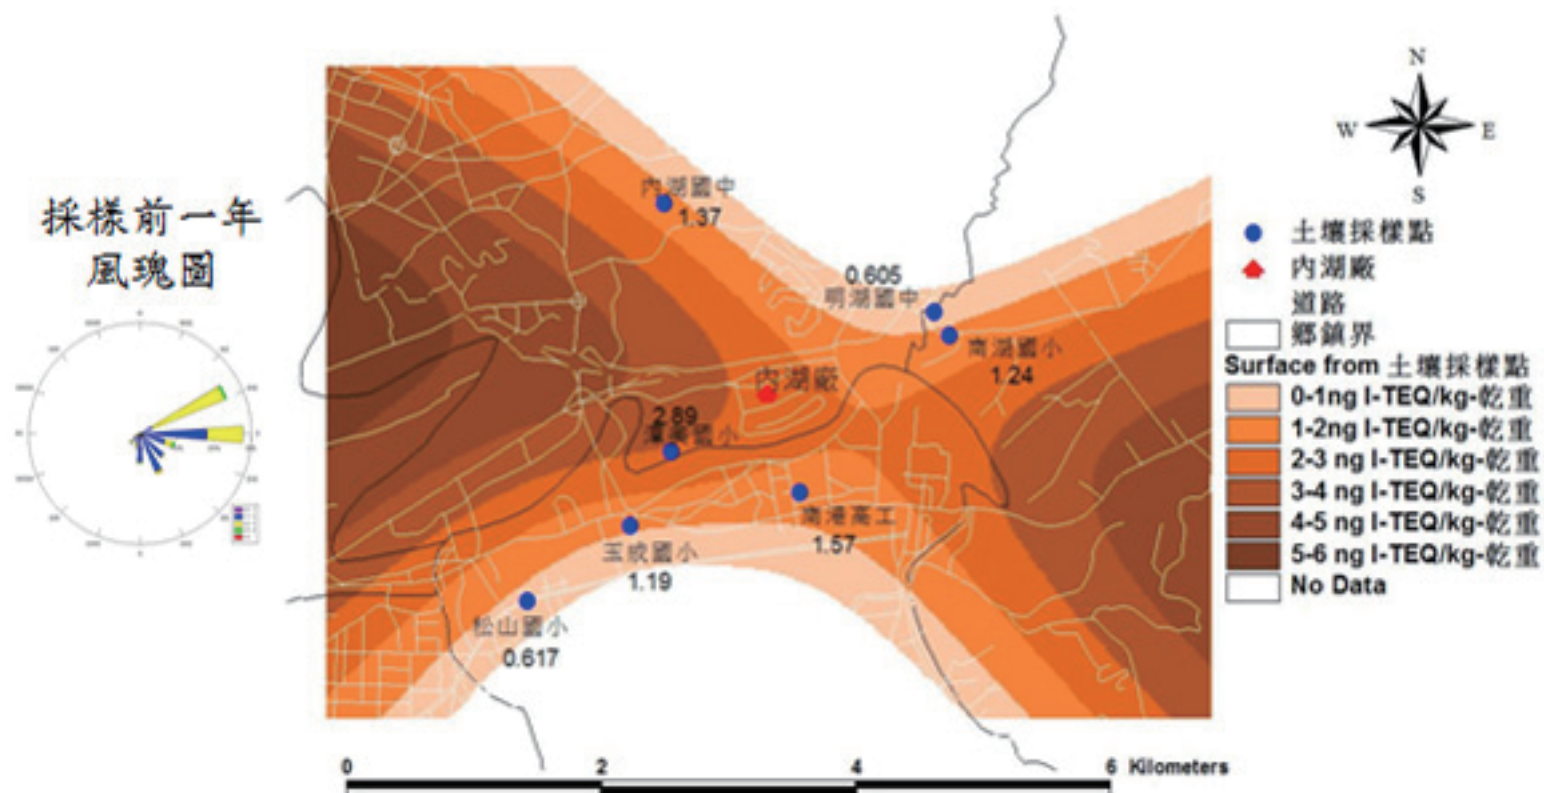 採樣前一年
風瑰圖
內湖國中
1.37
0.605
明湖國中
南湖國小
1.24
內湖廠
2.89
潭美國小
南港高工
1.57
玉成國小
1.19
松山國小
0.617
N
W
E
S
土壤採樣點
內湖廠
道路
鄉鎮界
Surface from 土壤採樣點
0-1ng I-TEQ/kg-乾重
1-2ng I-TEQ/kg-乾重
2-3 ng I-TEQ/kg-乾重
3-4 ng I-TEQ/kg-乾重
4-5 ng I-TEQ/kg-乾重
5-6 ng I-TEQ/kg-乾重
No Data
0
2
4
6 Kilometers